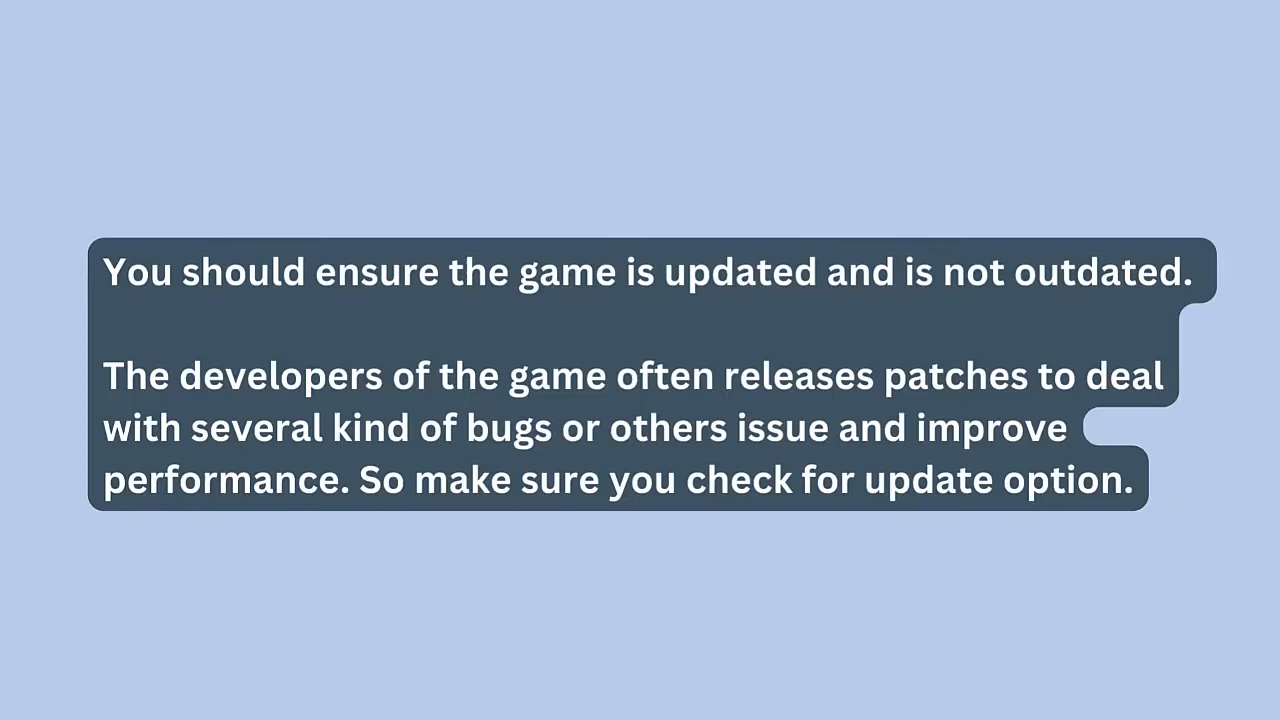 You should ensure the game is updated and is not outdated.
The developers of the game often releases patches to deal
with several kind of bugs or others issue and improve
performance. So make sure you check for update option.